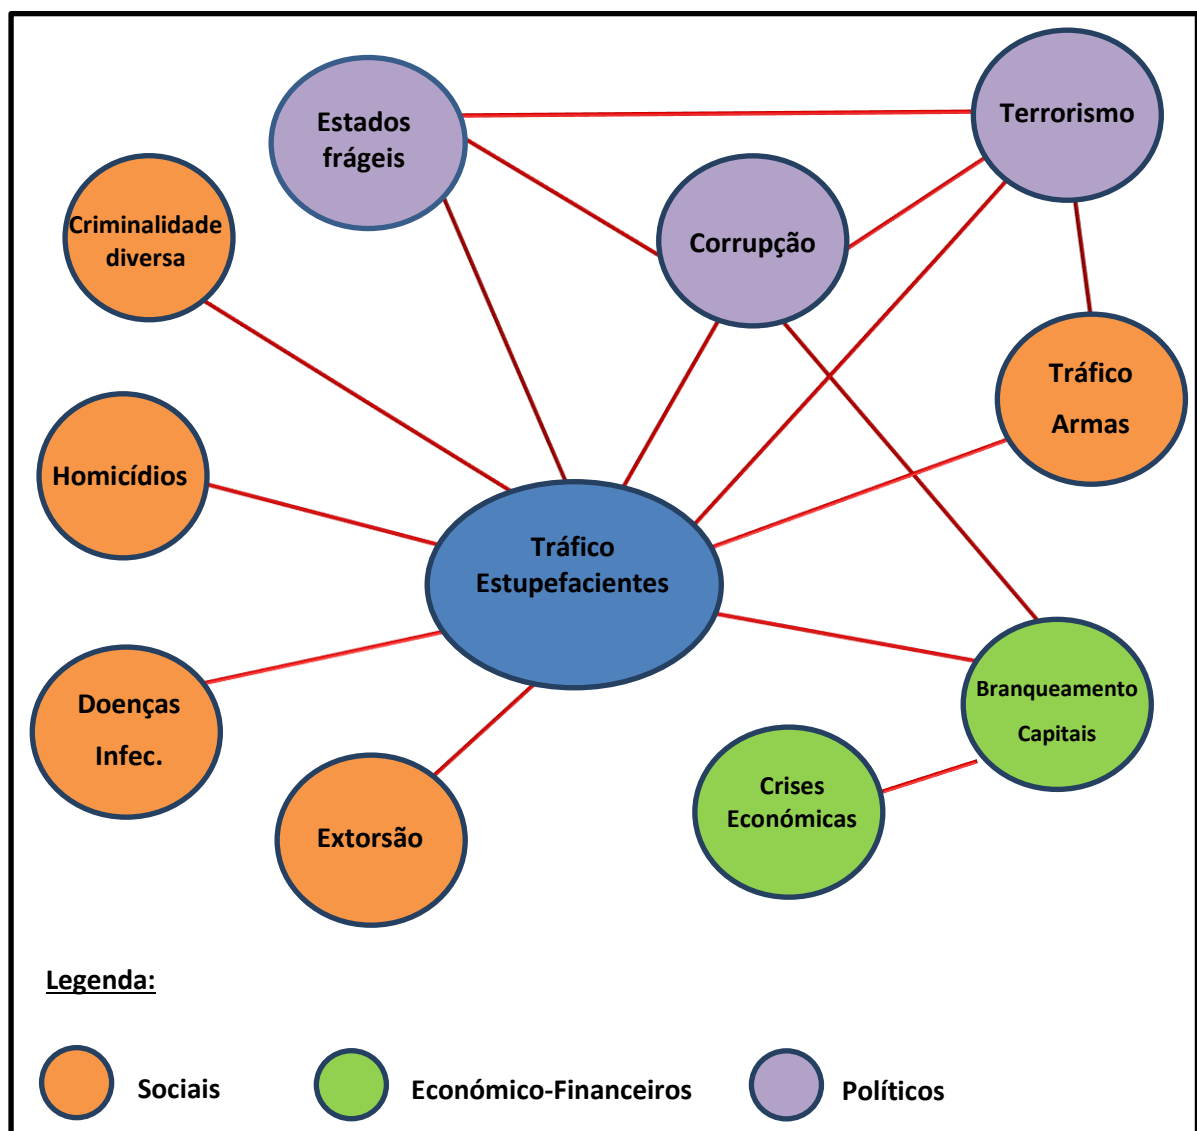 Estados
frágeis
Terrorismo
Criminalidade
diversa
Corrupção
Tráfico
Armas
Homicídios
Tráfico
Estupefacientes
Doenças
Infec.
Branqueamento
Capitais
Crises
Económicas
Extorsão
Legenda:
Sociais
Económico-Financeiros
Políticos